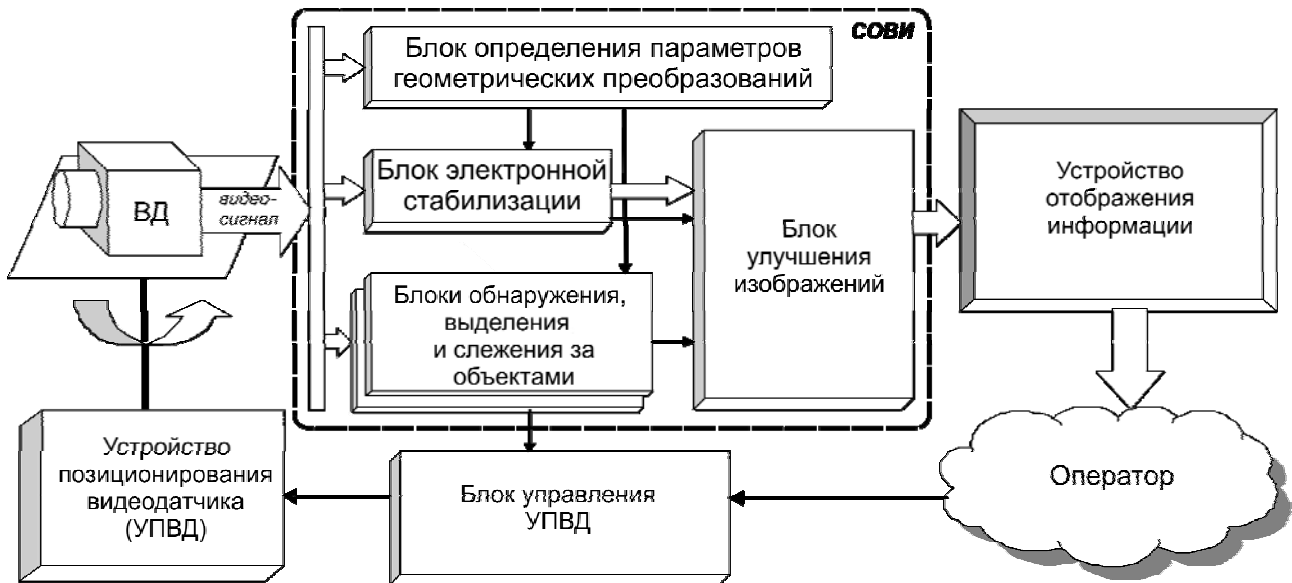 СОВИ
Блок определения параметров
геометрических преобразований
ВД
видео-
сигнал
Блок электронной
стабилизации
Блок
улучшения
изображений
Устройство
отображения
информации
Блоки обнаружения,
выделения
и слежения за
объектами
Устройство
позиционирования
видеодатчика
(УПВД)
Блок управления
УПВД
Оператор